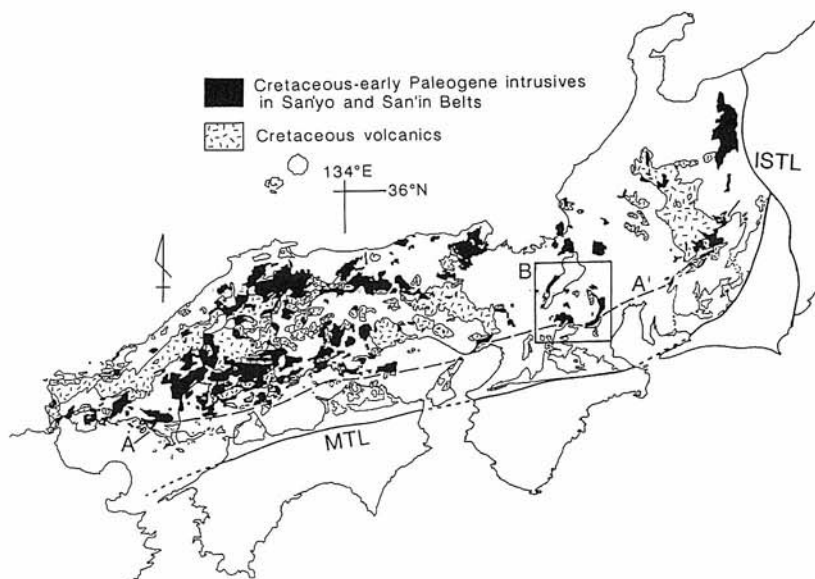 Cretaceous-early Paleogene intrusives
in San'yo and San'in Belts
Cretaceous volcanics
134°E
36°N
ISTL
B
A'
A
MTL